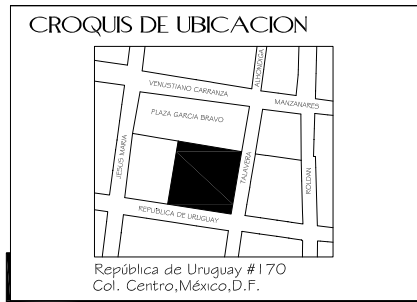 CROQUIS DE UBICACION
ALHONDIGA
VENUSTIANO CARRANZA
MANZANARES
PLAZA GARCIA BRAVO
JESUS MARIA
TALAVERA
ROLDAN
REPUBLICA DE URUGUAY
República de Uruguay #170
Col. Centro,México,D.F.